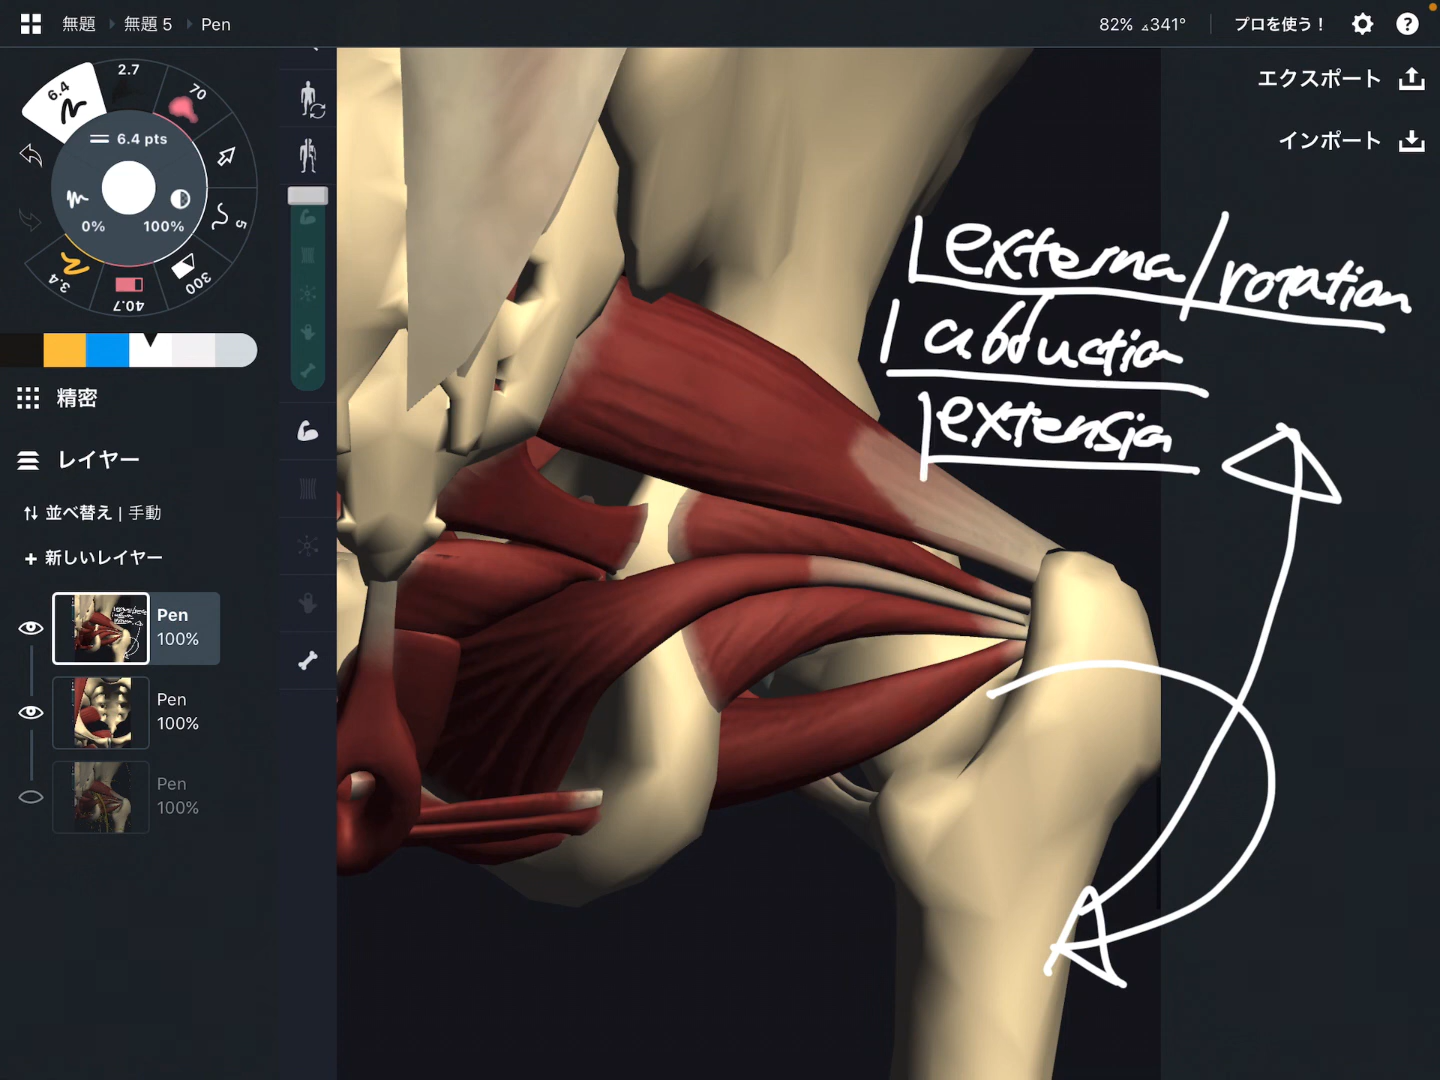 無題 無題 5 Pen
82% ⊿341°
プロを使う！
エクスポート
インポート
6.4
2.7
70
5
300
40.7
3.4
6.4 pts
0%
100%
精密
レイヤー
並べ替え | 手動
+ 新しいレイヤー
Pen
100%
Pen
100%
Pen
100%
external rotation
abduction
extension